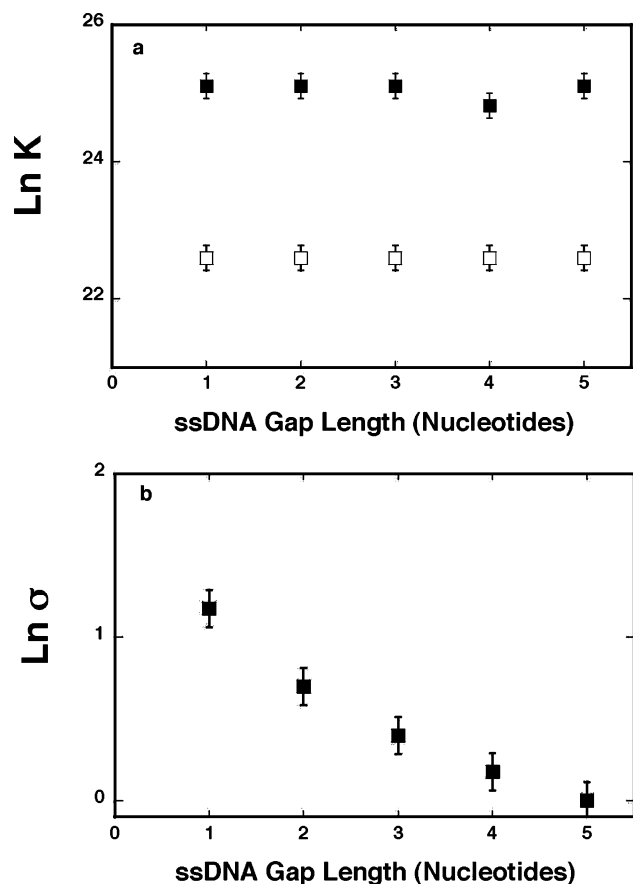 26
a
24
Ln K
22
0 1 2 3 4 5
ssDNA Gap Length (Nucleotides)
2
b
Ln σ
1
0
0 1 2 3 4 5
ssDNA Gap Length (Nucleotides)